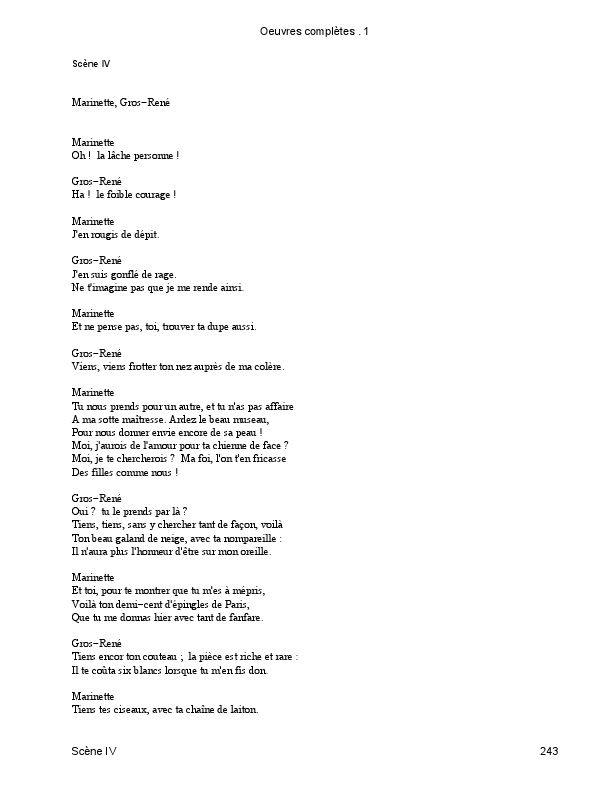 Oeuvres complètes . 1
Scène IV
Marinette, Gros−René
Marinette
Oh !  la lâche personne !
Gros−René
Ha !  le foible courage !
Marinette
J'en rougis de dépit.
Gros−René
J'en suis gonflé de rage.
Ne t'imagine pas que je me rende ainsi.
Marinette
Et ne pense pas, toi, trouver ta dupe aussi.
Gros−René
Viens, viens frotter ton nez auprès de ma colère.
Marinette
Tu nous prends pour un autre, et tu n'as pas affaire
A ma sotte maîtresse. Ardez le beau museau,
Pour nous donner envie encore de sa peau !
Moi, j'aurois de l'amour pour ta chienne de face ?
Moi, je te chercherois ?  Ma foi, l'on t'en fricasse
Des filles comme nous !
Gros−René
Oui ?  tu le prends par là ?
Tiens, tiens, sans y chercher tant de façon, voilà
Ton beau galand de neige, avec ta nompareille :
Il n'aura plus l'honneur d'être sur mon oreille.
Marinette
Et toi, pour te montrer que tu m'es à mépris,
Voilà ton demi−cent d'épingles de Paris,
Que tu me donnas hier avec tant de fanfare.
Gros−René
Tiens encor ton couteau ;  la pièce est riche et rare :
Il te coûta six blancs lorsque tu m'en fis don.
Marinette
Tiens tes ciseaux, avec ta chaîne de laiton.
Scène IV
243